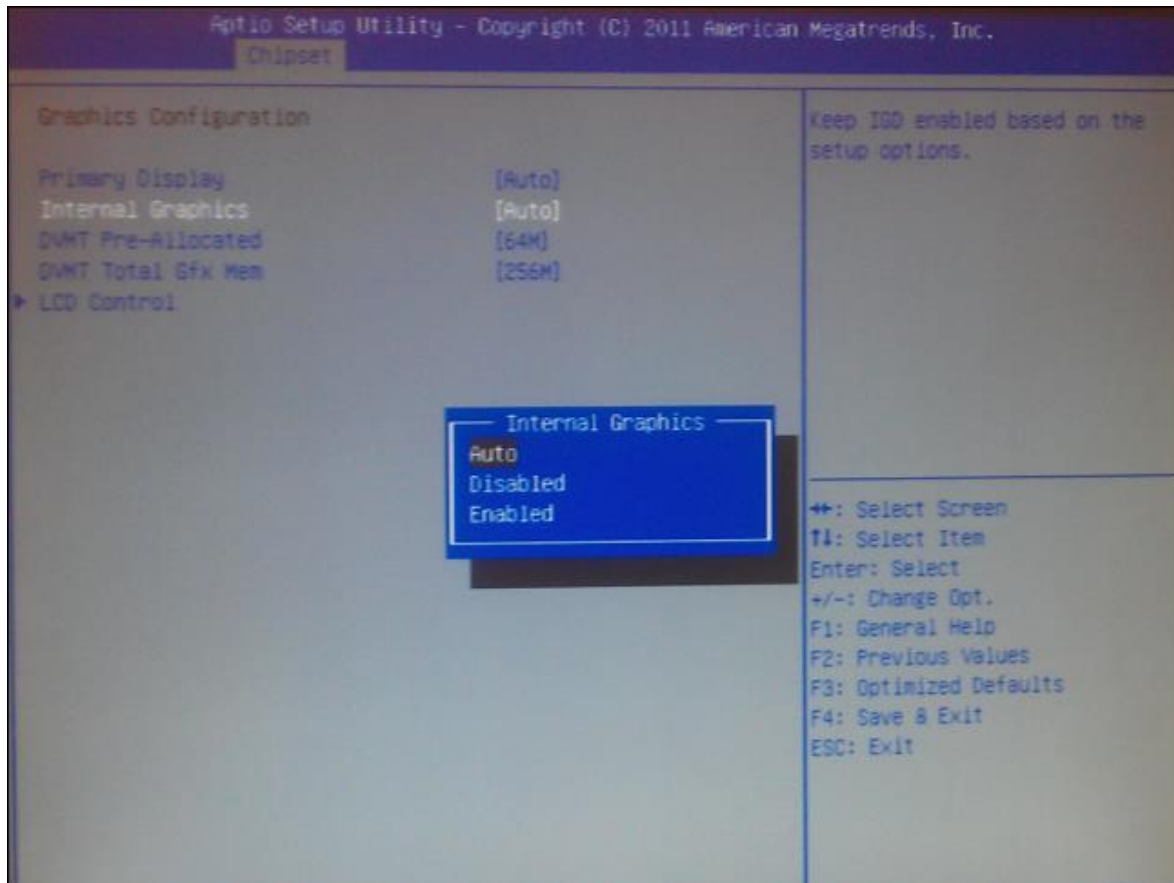 Aptio Setup Utility - Copyright (C) 2011 American Megatrends, Inc.
Chipset
Graphics Configuration
Primary Display [Auto]
Internal Graphics [Auto]
DVMT Pre-Allocated [64M]
DVMT Total Gfx Mem [256M]
LCD Control
Internal Graphics
Auto
Disabled
Enabled
Keep IGD enabled based on the
setup options.
→←: Select Screen
↑↓: Select Item
Enter: Select
+/-: Change Opt.
F1: General Help
F2: Previous Values
F3: Optimized Defaults
F4: Save & Exit
ESC: Exit